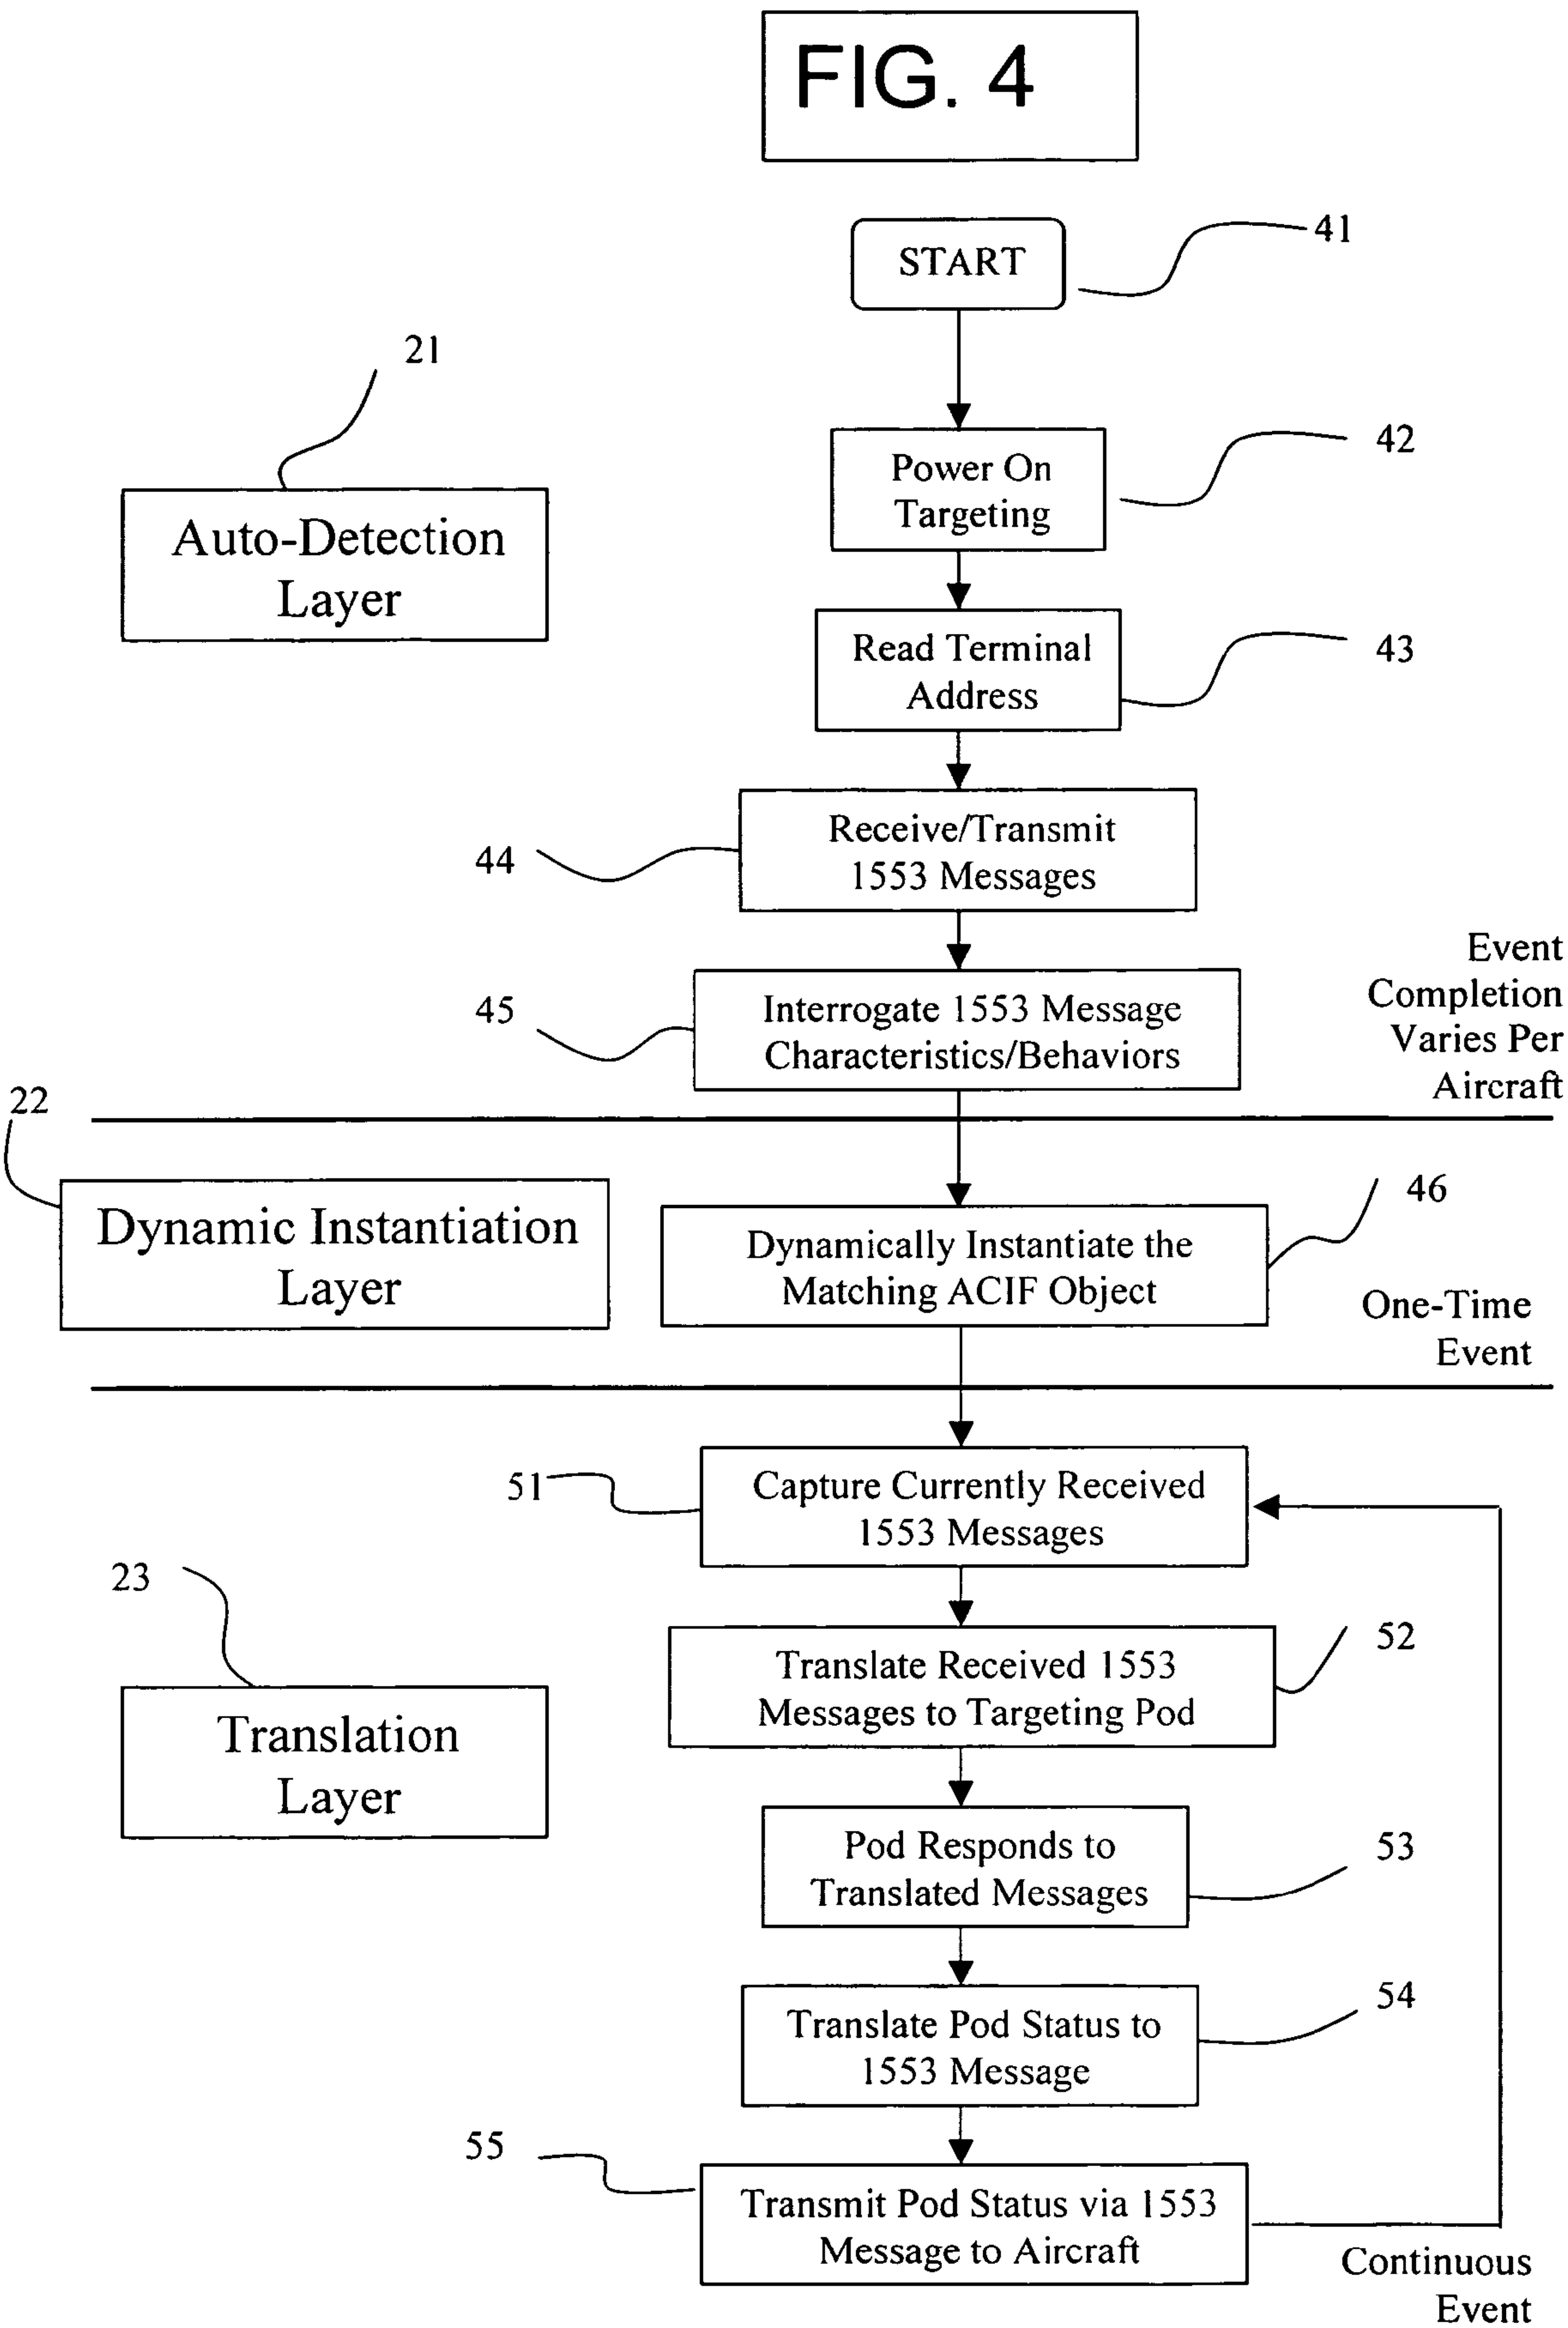 FIG. 4
START
41
21
Auto-Detection
Layer
Power On
Targeting
42
Read Terminal
Address
43
Receive/Transmit
1553 Messages
44
Interrogate 1553 Message
Characteristics/Behaviors
45
Event
Completion
Varies Per
Aircraft
22
Dynamic Instantiation
Layer
Dynamically Instantiate the
Matching ACIF Object
46
One-Time
Event
51
Capture Currently Received
1553 Messages
23
Translation
Layer
Translate Received 1553
Messages to Targeting Pod
52
Pod Responds to
Translated Messages
53
Translate Pod Status to
1553 Message
54
55
Transmit Pod Status via 1553
Message to Aircraft
Continuous
Event